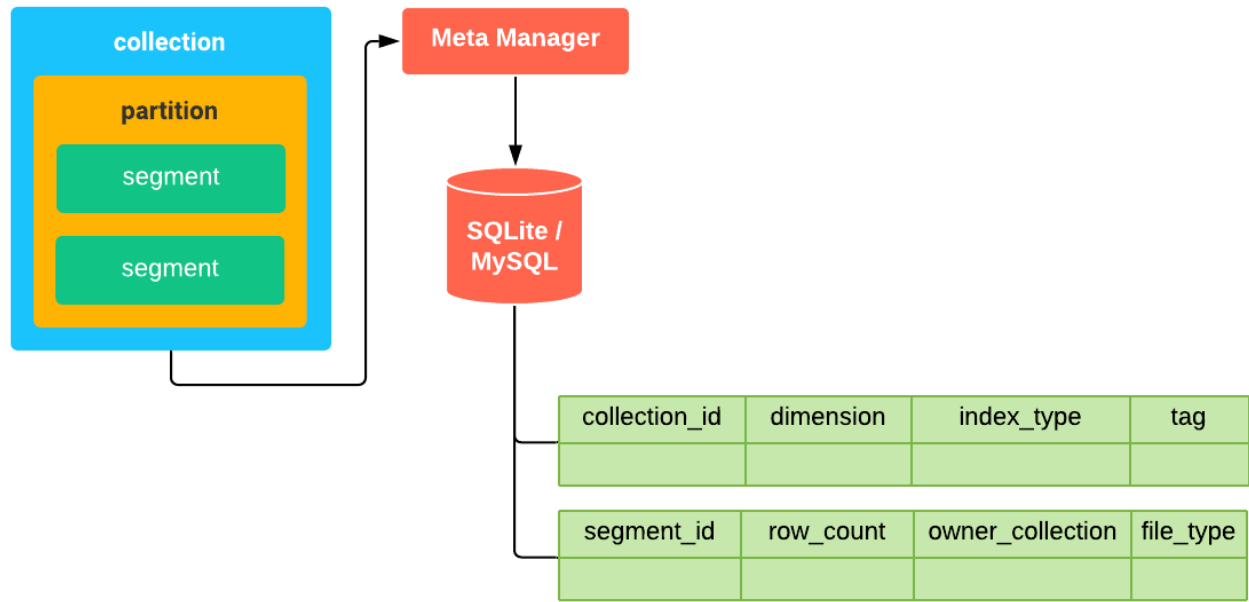 collection
partition
segment
segment
Meta Manager
SQLite /
MySQL
collection_id dimension index_type tag
segment_id row_count owner_collection file_type